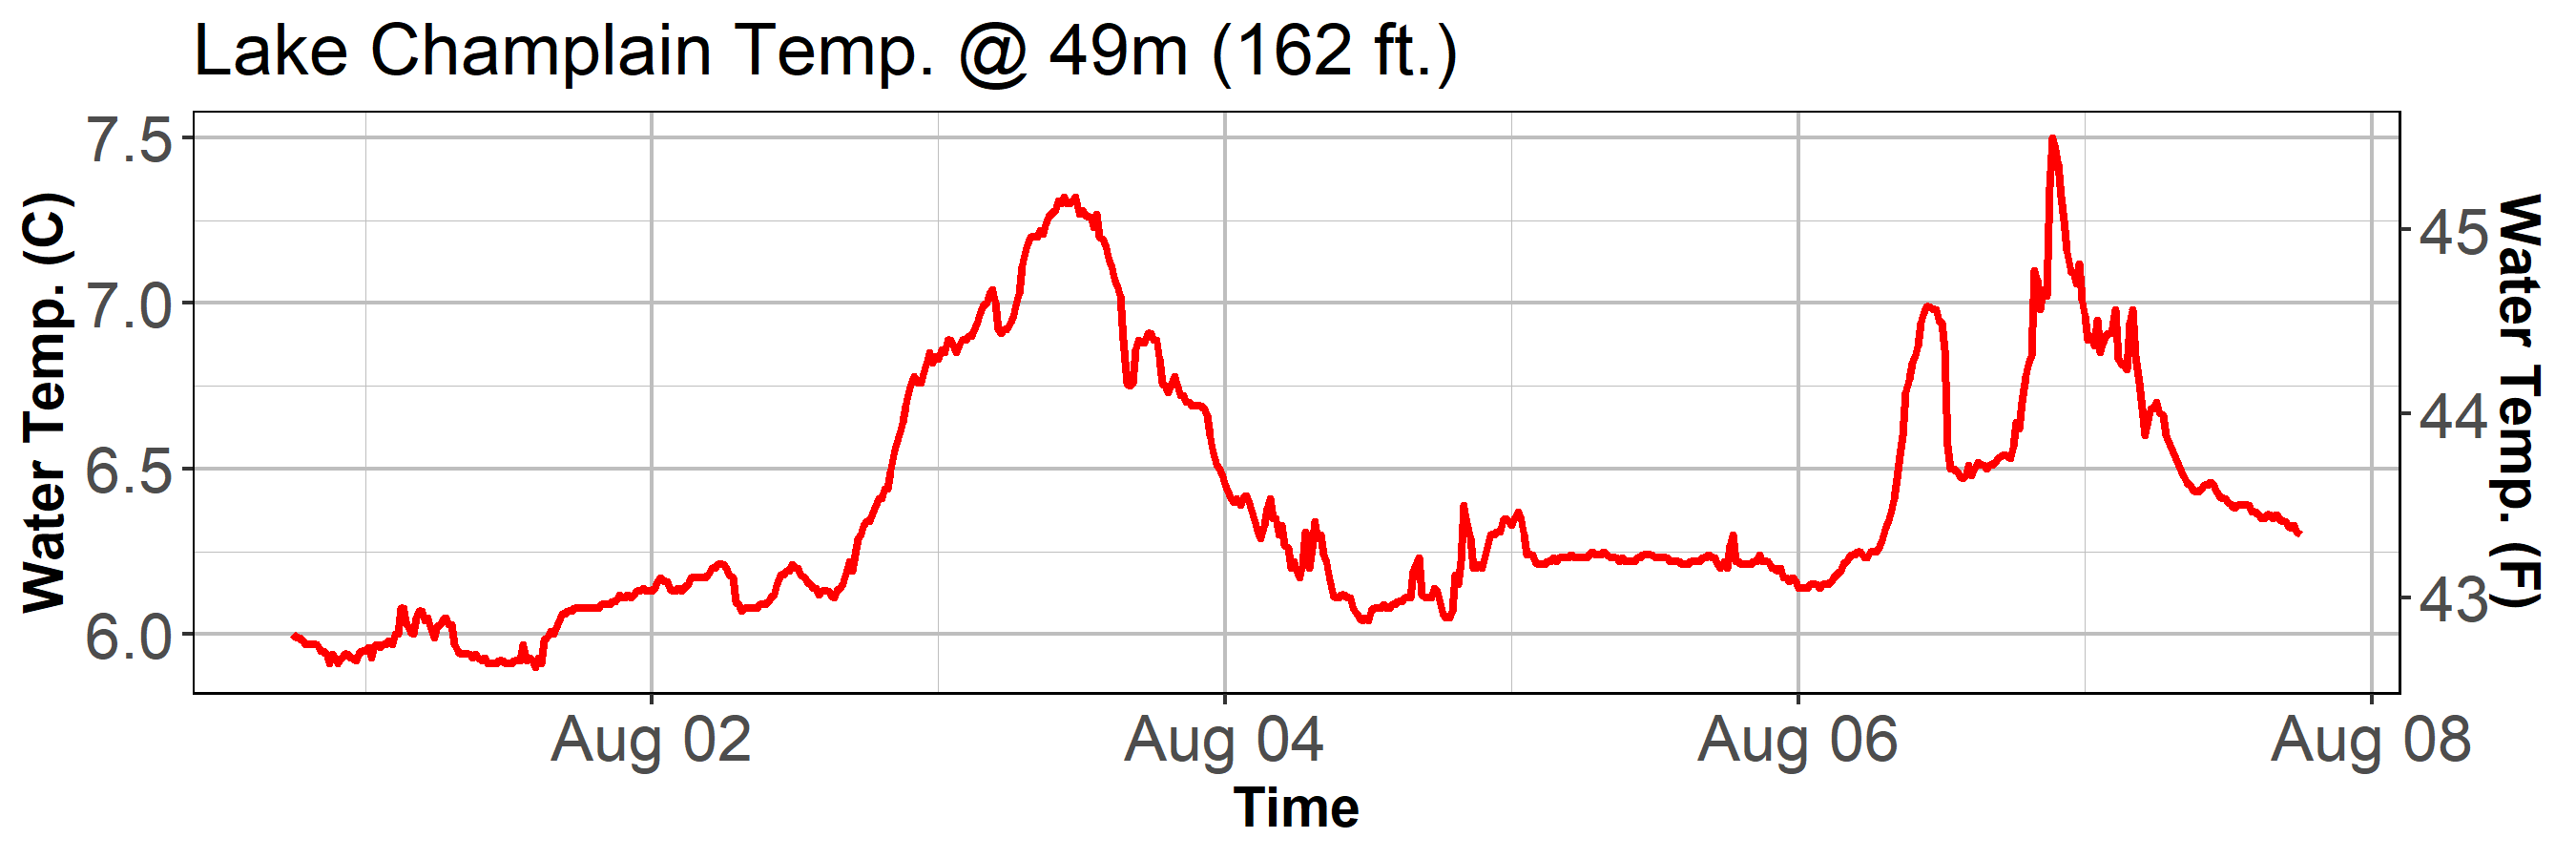 Lake Champlain Temp. @ 49m (162 ft.)
7.5
7.0
6.5
6.0
Water Temp. (C)
45
44
43
Water Temp. (F)
Aug 02 Aug 04 Aug 06 Aug 08
Time